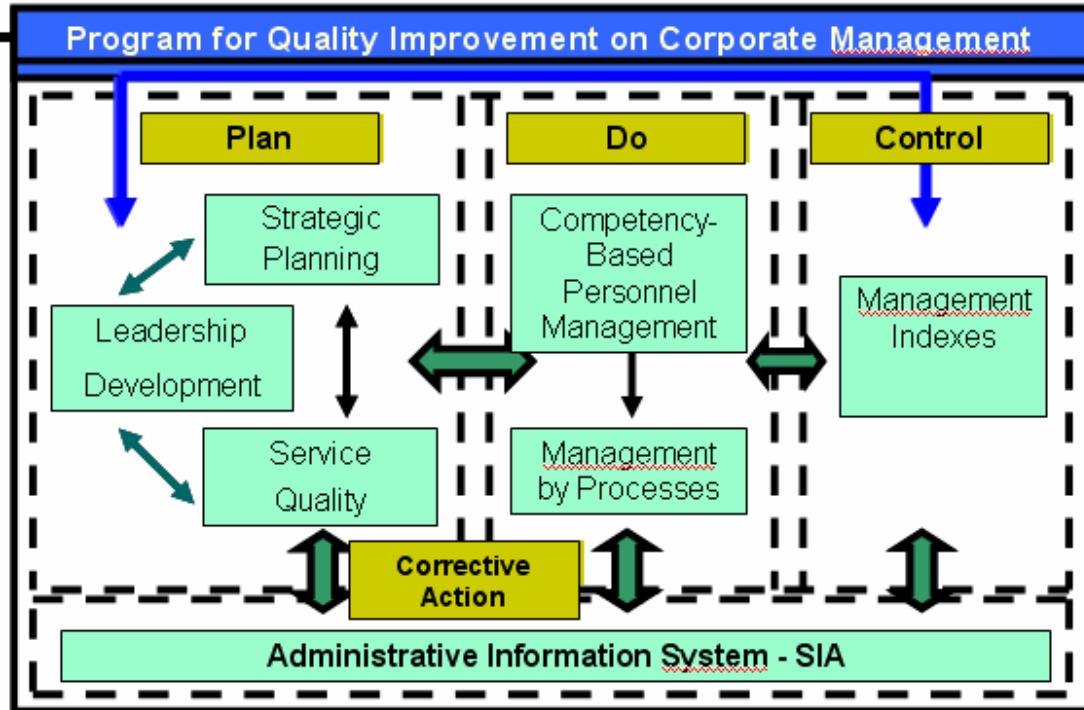 Program for Quality Improvement on Corporate Management
Plan
Do
Control
Strategic
Planning
Leadership
Development
Service
Quality
Competency-
Based
Personnel
Management
Management
by Processes
Management
Indexes
Corrective
Action
Administrative Information System - SIA